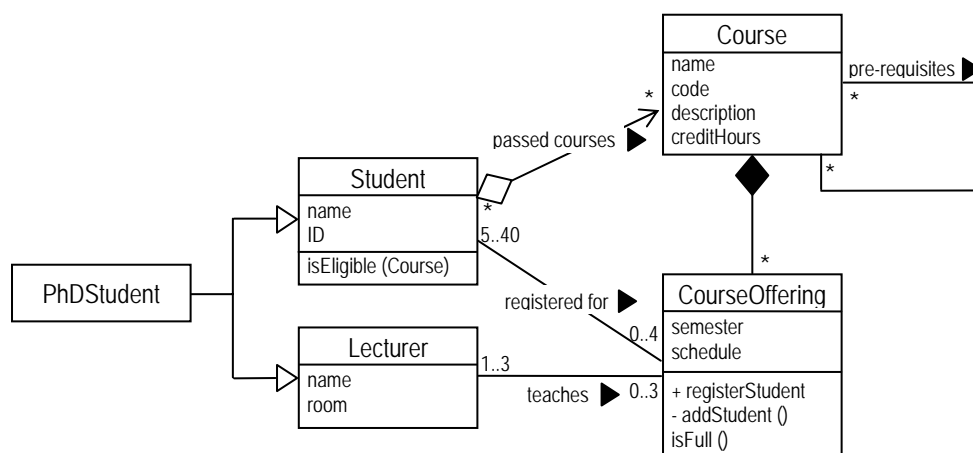 Course
name
code
description
creditHours
pre-requisites
*
*
*
passed courses
Student
name
ID
isEligible (Course)
*
5..40
PhDStudent
registered for
0..4
*
CourseOffering
semester
schedule
+ registerStudent
- addStudent ()
isFull ()
Lecturer
name
room
1..3
teaches
0..3